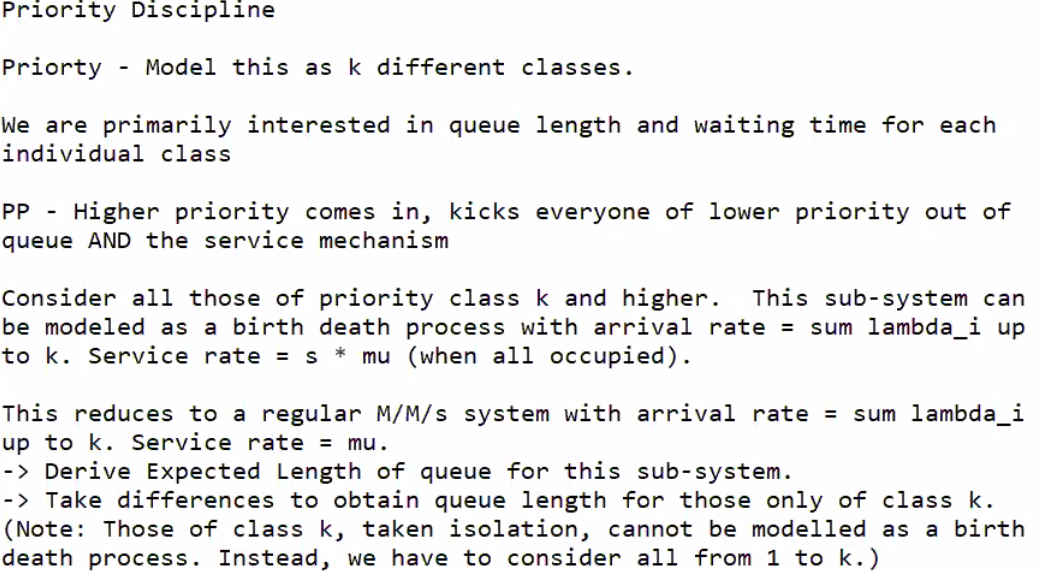 Priority Discipline
Priorty - Model this as k different classes.
We are primarily interested in queue length and waiting time for each
individual class
PP - Higher priority comes in, kicks everyone of lower priority out of
queue AND the service mechanism
Consider all those of priority class k and higher.  This sub-system can
be modeled as a birth death process with arrival rate = sum lambda_i up
to k. Service rate = s * mu (when all occupied).
This reduces to a regular M/M/s system with arrival rate = sum lambda_i
up to k. Service rate = mu.
-> Derive Expected Length of queue for this sub-system.
-> Take differences to obtain queue length for those only of class k.
(Note: Those of class k, taken isolation, cannot be modelled as a birth
death process. Instead, we have to consider all from 1 to k.)